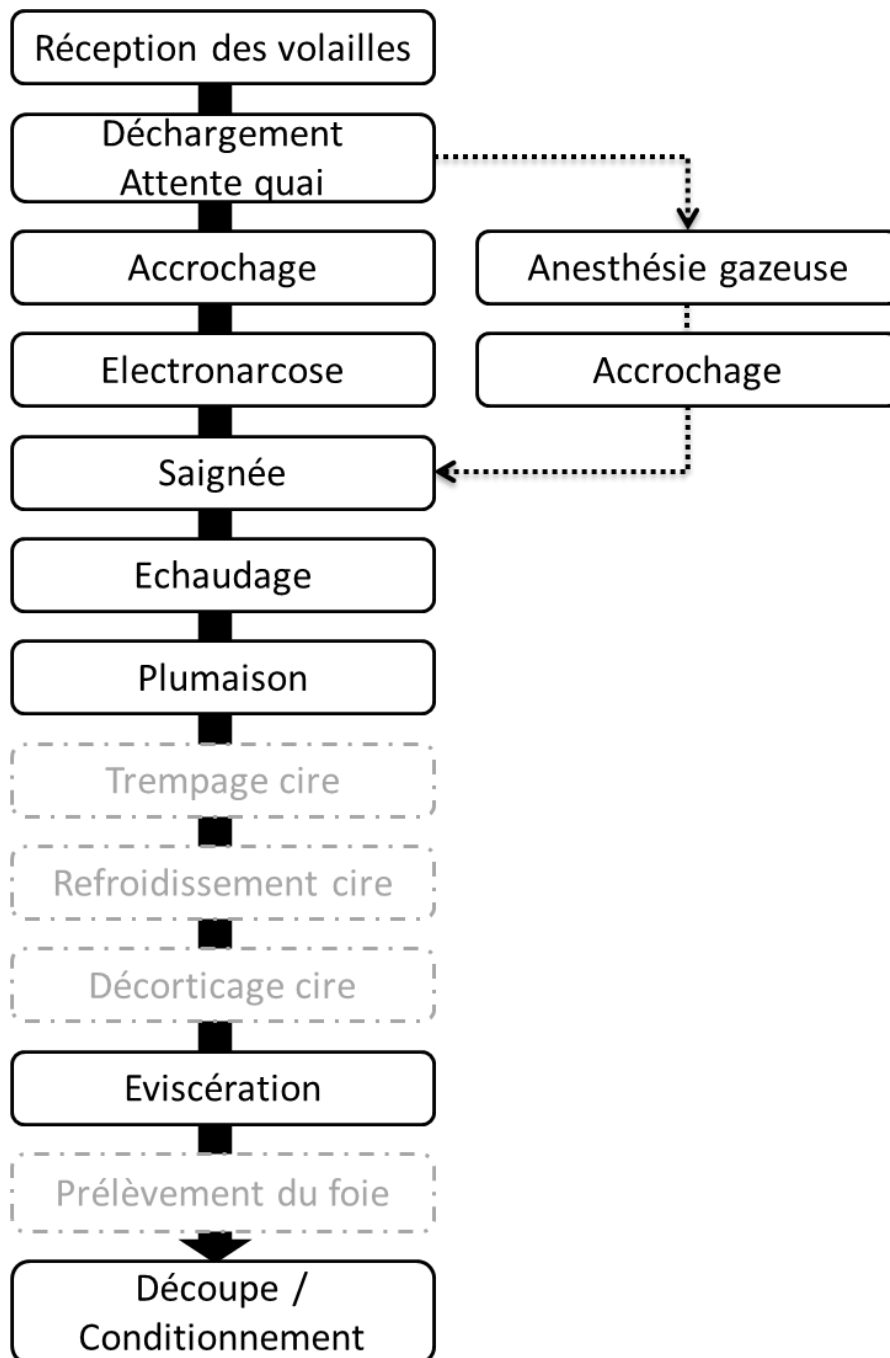 Réception des volailles
Déchargement
Attente quai
Accrochage
Anesthésie gazeuse
Electronarcose
Accrochage
Saignée
Echaudage
Plumaison
Trempage cire
Refroidissement cire
Décorticage cire
Eviscération
Prélèvement du foie
Découpe /
Conditionnement